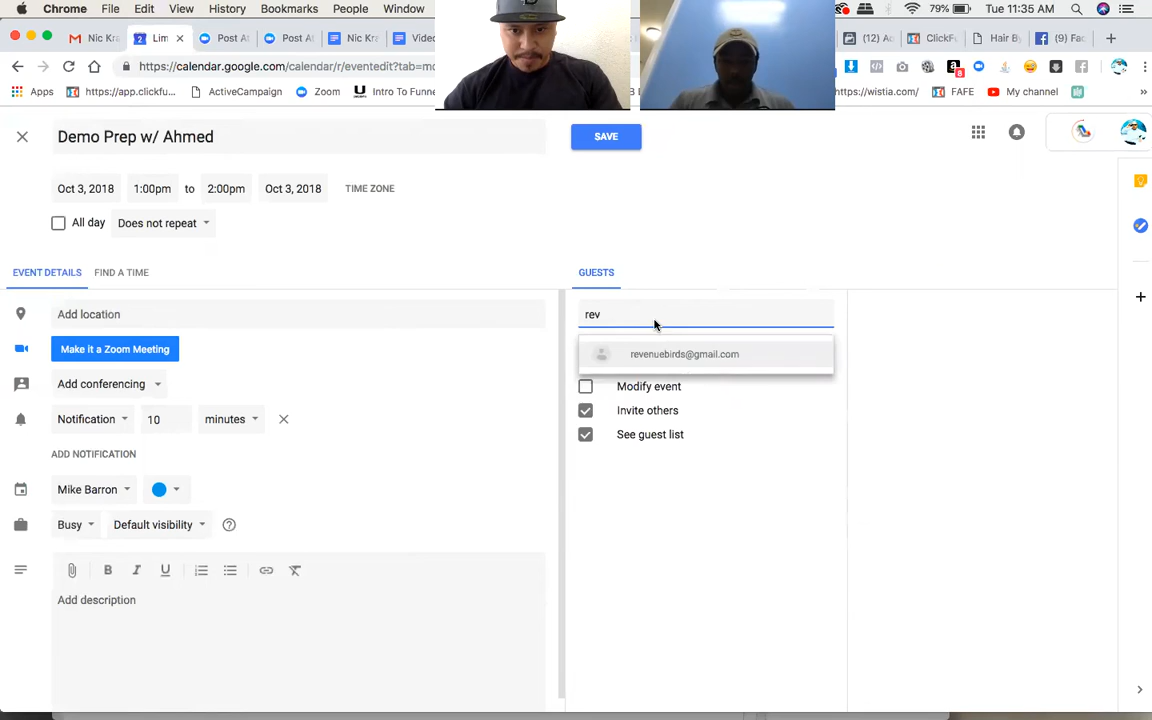 Chrome File Edit View History Bookmarks People Window 79% Tue 11:35 AM
Nic Kra Lim Post At Post At Nic Kra Video (12) Ac ClickFu Hair By (9) Fac
https://calendar.google.com/calendar/r/eventedit?tab=mc
Apps https://app.clickfu... ActiveCampaign Zoom Intro To Funne https://wistia.com/ FAFE My channel
Demo Prep w/ Ahmed SAVE
Oct 3, 2018 1:00pm to 2:00pm Oct 3, 2018 TIME ZONE
All day Does not repeat
EVENT DETAILS FIND A TIME GUESTS
Add location rev
Make it a Zoom Meeting revenuebirds@gmail.com
Add conferencing Modify event
Notification 10 minutes Invite others
See guest list
ADD NOTIFICATION
Mike Barron
Busy Default visibility
B I U
Add description